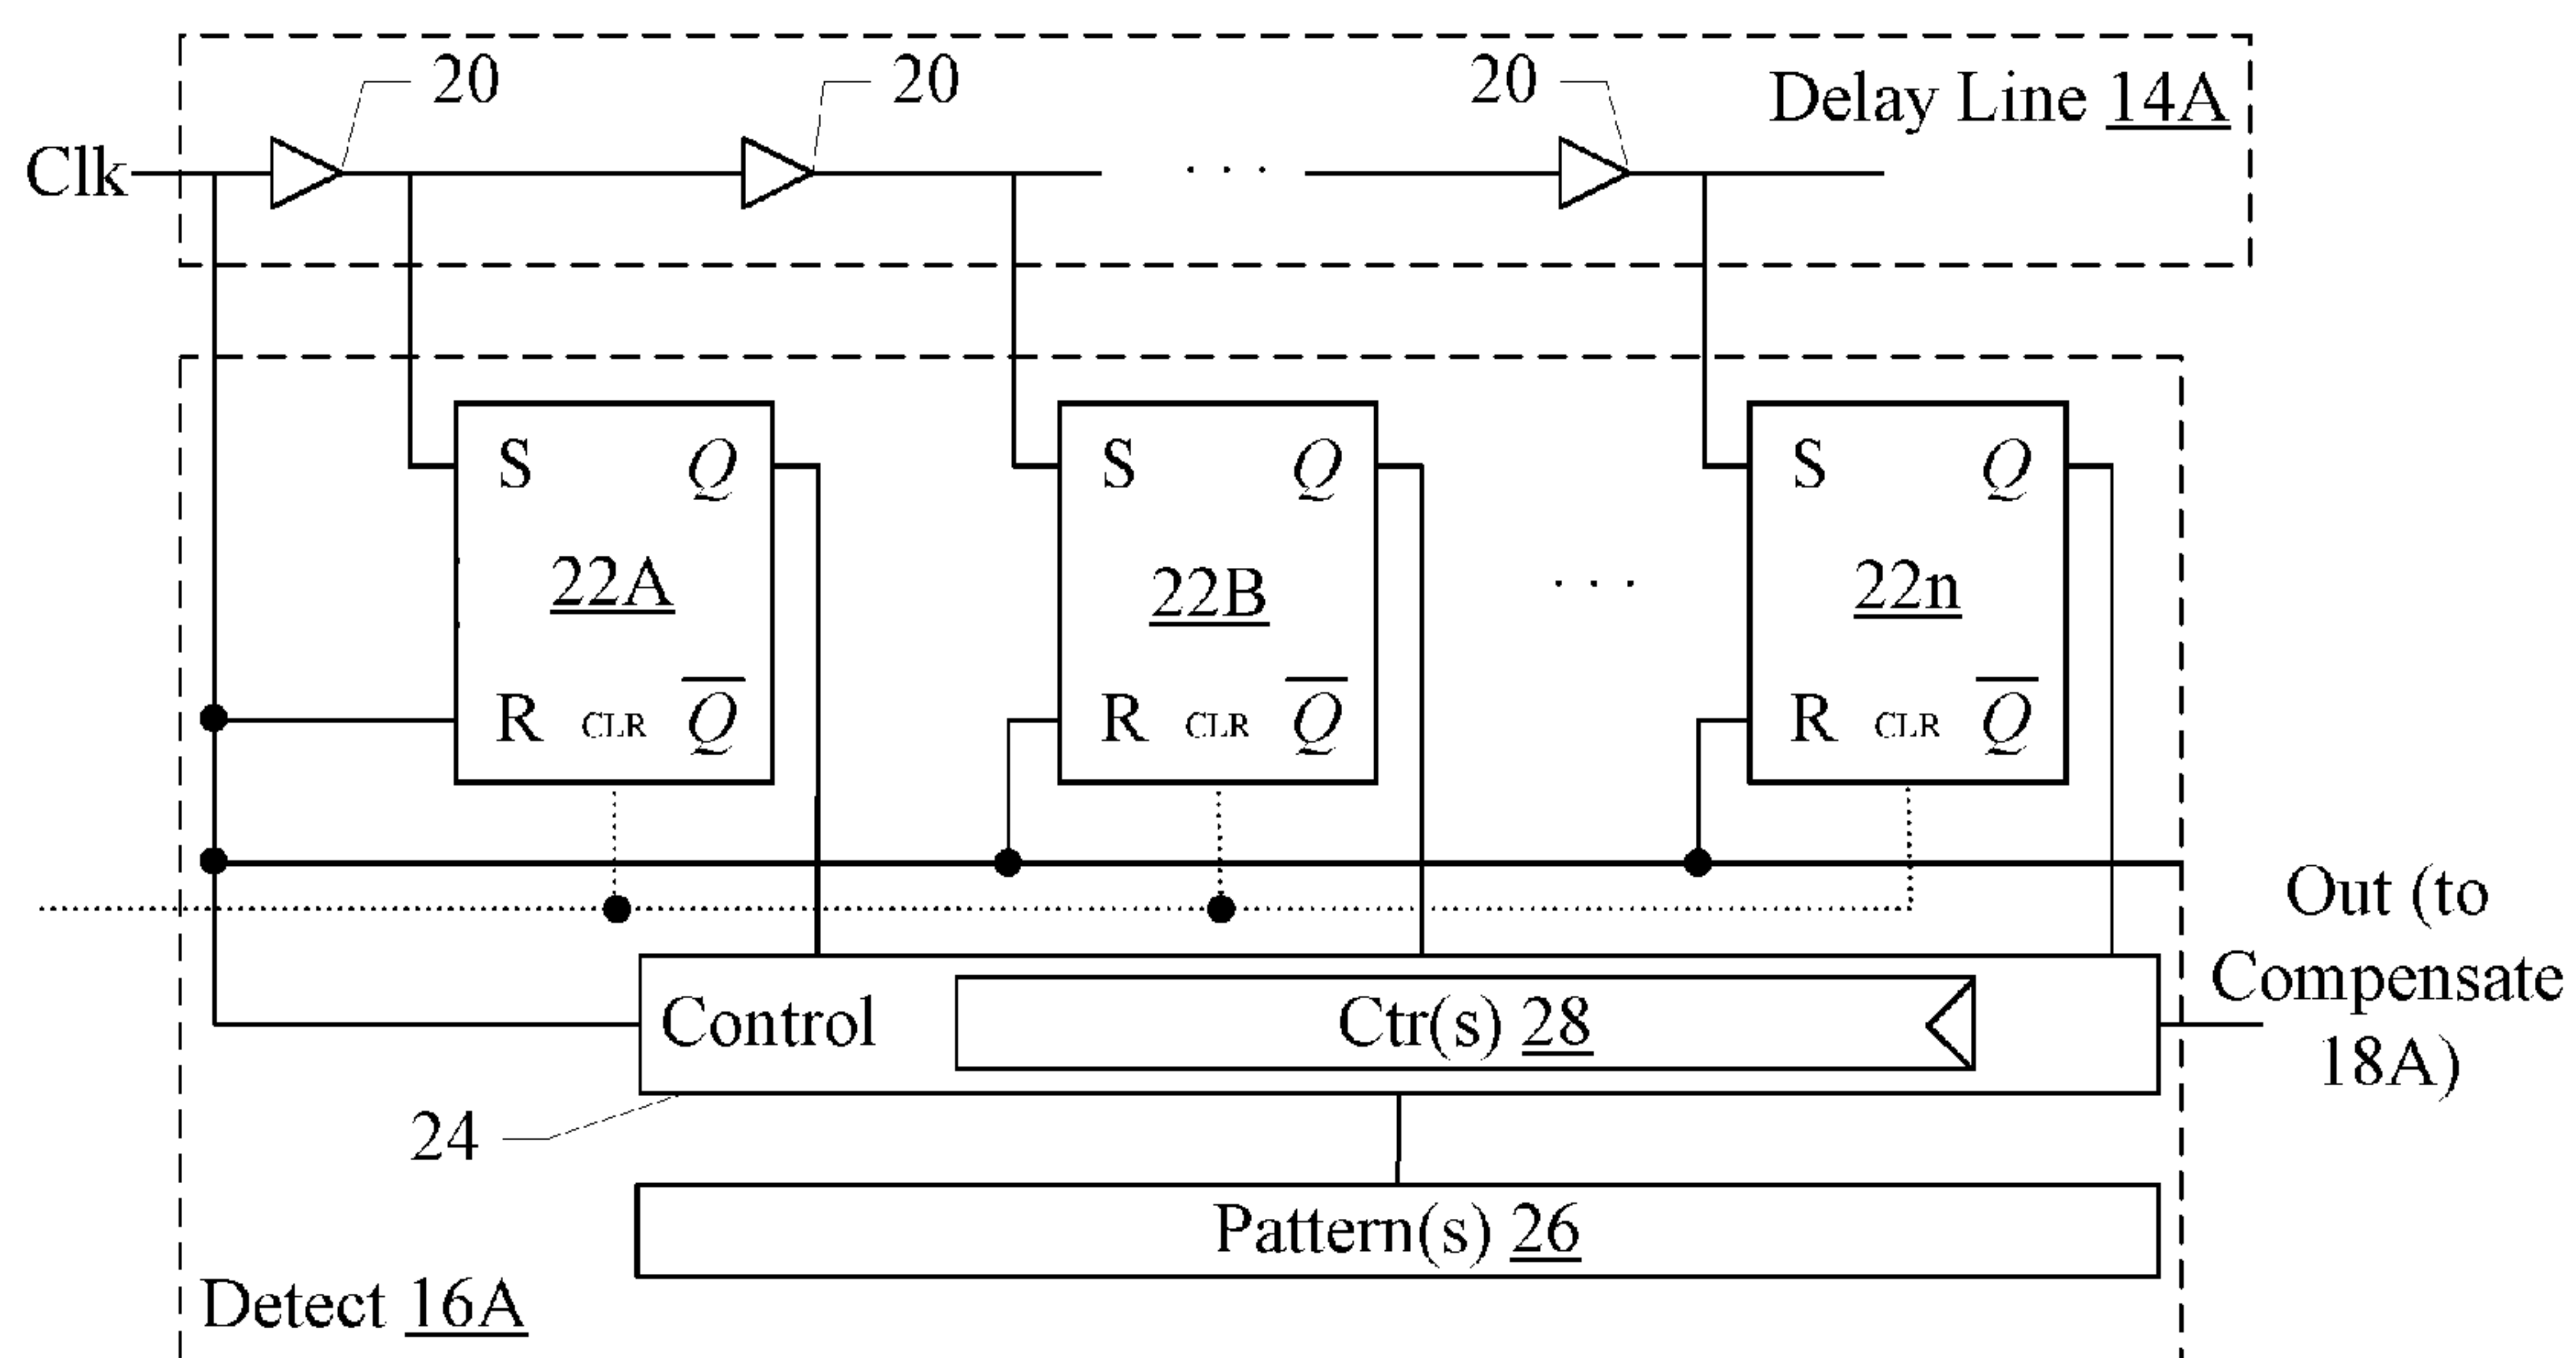 20
20
20
Delay Line 14A
Clk
S Q
22A
R CLR Q̅
S Q
22B
R CLR Q̅
. . .
S Q
22n
R CLR Q̅
. . .
Out (to
Compensate
18A)
Control
Ctr(s) 28
24
Pattern(s) 26
Detect 16A